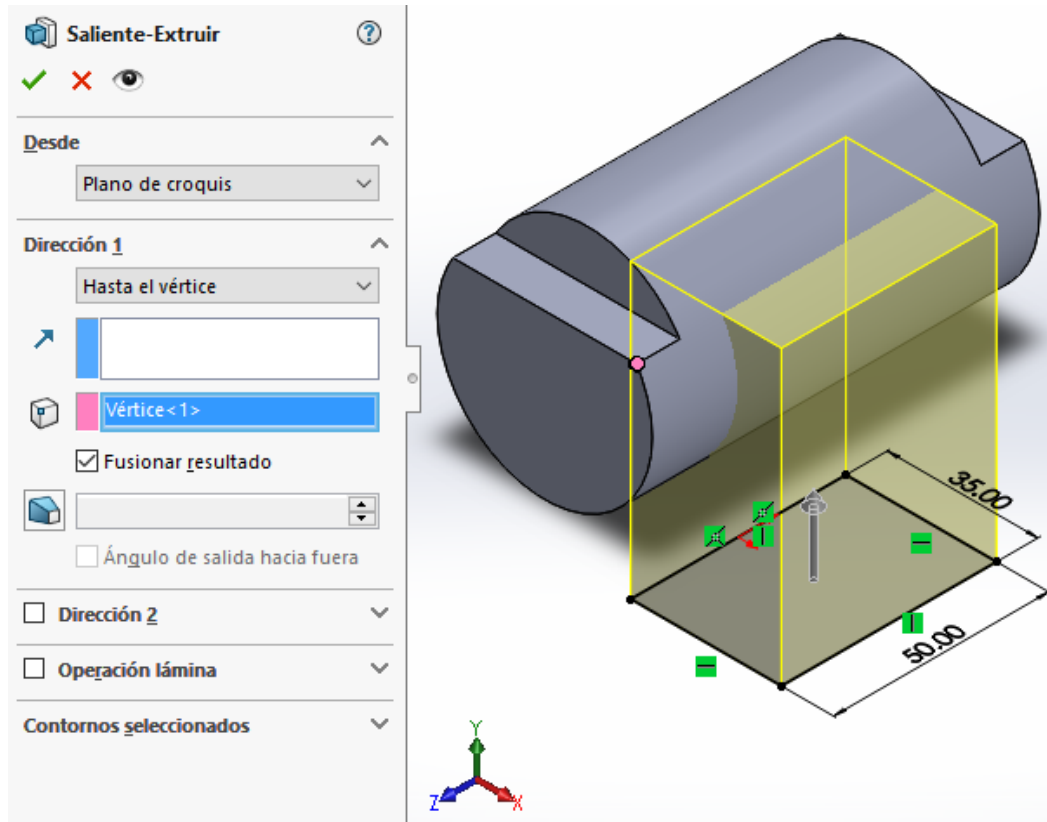 Saliente-Extruir
?
Desde
Plano de croquis
Dirección 1
Hasta el vértice
Vértice<1>
Fusionar resultado
Ángulo de salida hacia fuera
Dirección 2
Operación lámina
Contornos seleccionados
35.00
50.00
Y
Z
X